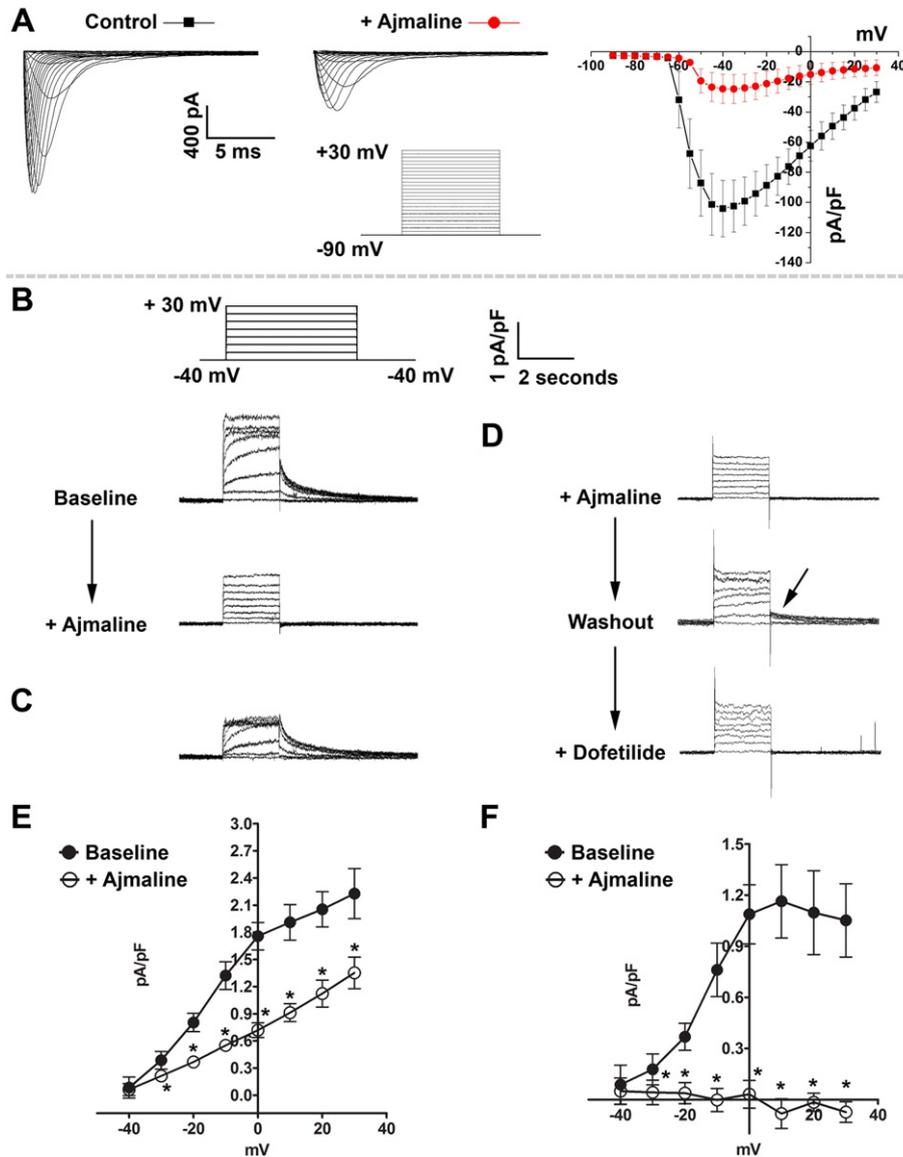 A
Control
+ Ajmaline
400 pA
5 ms
+30 mV
-90 mV
mV
-100 -80 -60 -40 -20 0 20 40
0
-20
-40
-60
-80
-100
-120
-140
pA/pF
B
+ 30 mV
-40 mV
-40 mV
1 pA/pF
2 seconds
Baseline
+ Ajmaline
C
D
+ Ajmaline
Washout
+ Dofetilide
E
Baseline
+ Ajmaline
3.0
2.7
2.4
2.1
1.8
1.5
1.2
0.9
0.6
0.3
0.0
pA/pF
* * * * * * *
-40 -20 0 20 40
mV
F
Baseline
+ Ajmaline
1.5
1.2
0.9
0.6
0.3
pA/pF
* * * * * * *
-40 -20 20 40
mV